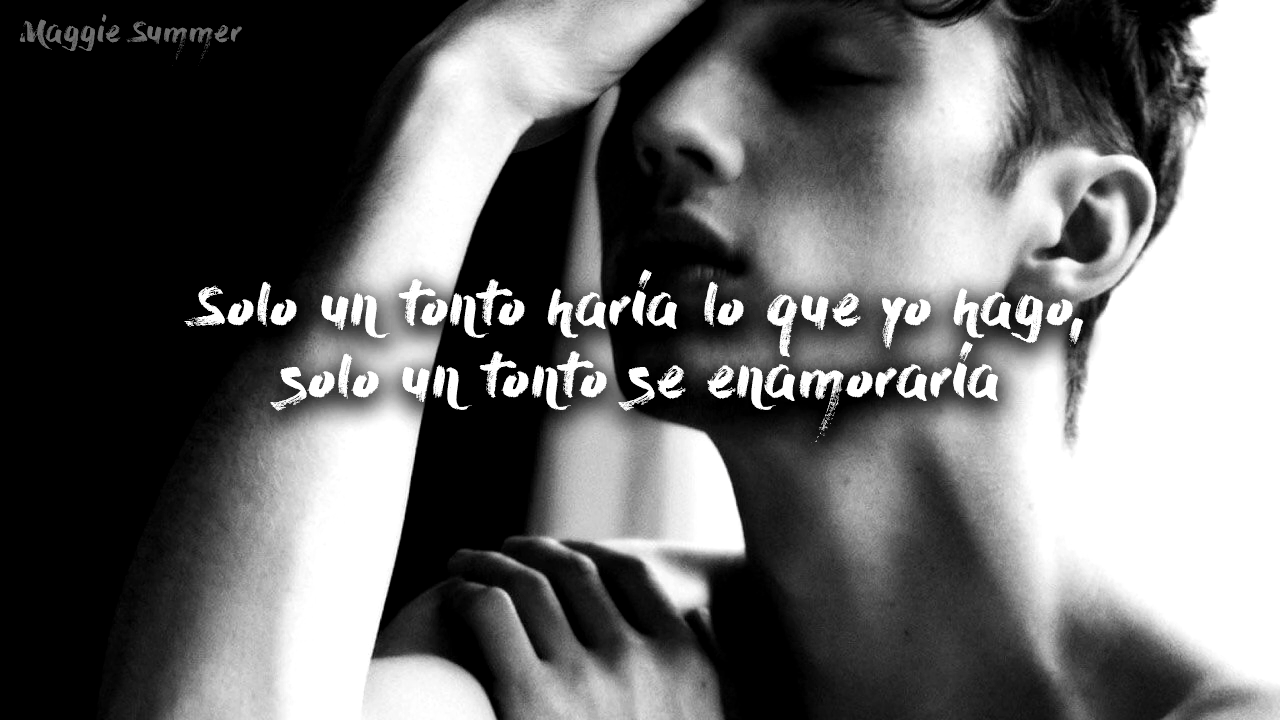 Maggie Summer
Solo un tonto haría lo que yo hago,
solo un tonto se enamoraría